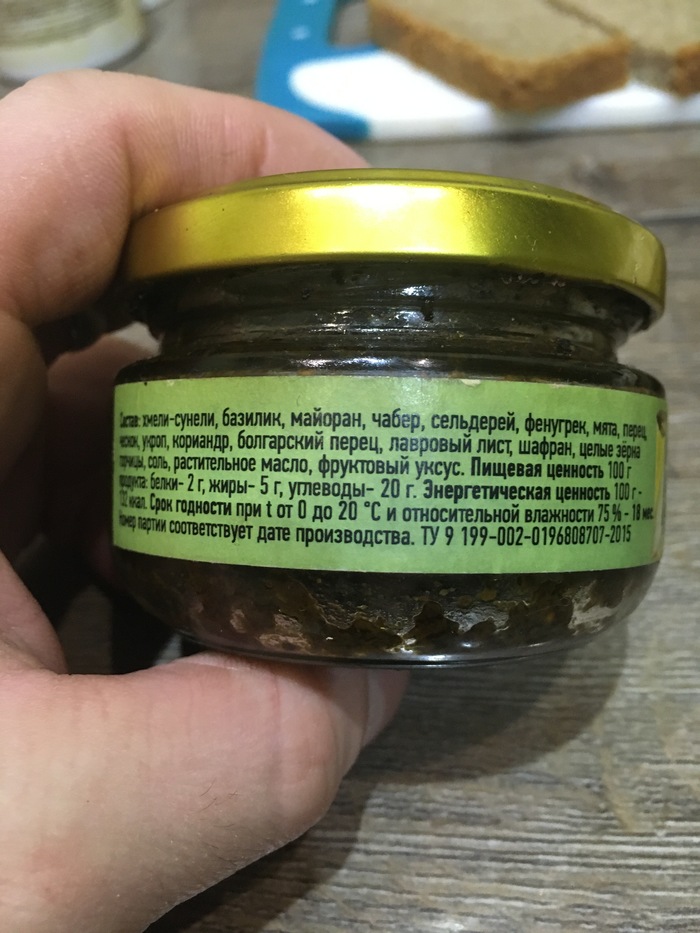 Состав: хмели-сунели, базилик, майоран, чабер, сельдерей, фенугрек, мята, перец,
чеснок, укроп, кориандр, болгарский перец, лавровый лист, шафран, целые зёрна
горчицы, соль, растительное масло, фруктовый уксус. Пищевая ценность 100 г
продукта: белки- 2 г, жиры- 5 г, углеводы- 20 г. Энергетическая ценность 100 г -
132 ккал. Срок годности при t от 0 до 20 °С и относительной влажности 75 % - 18 мес.
Номер партии соответствует дате производства. ТУ 9 199-002-0196808707-2015